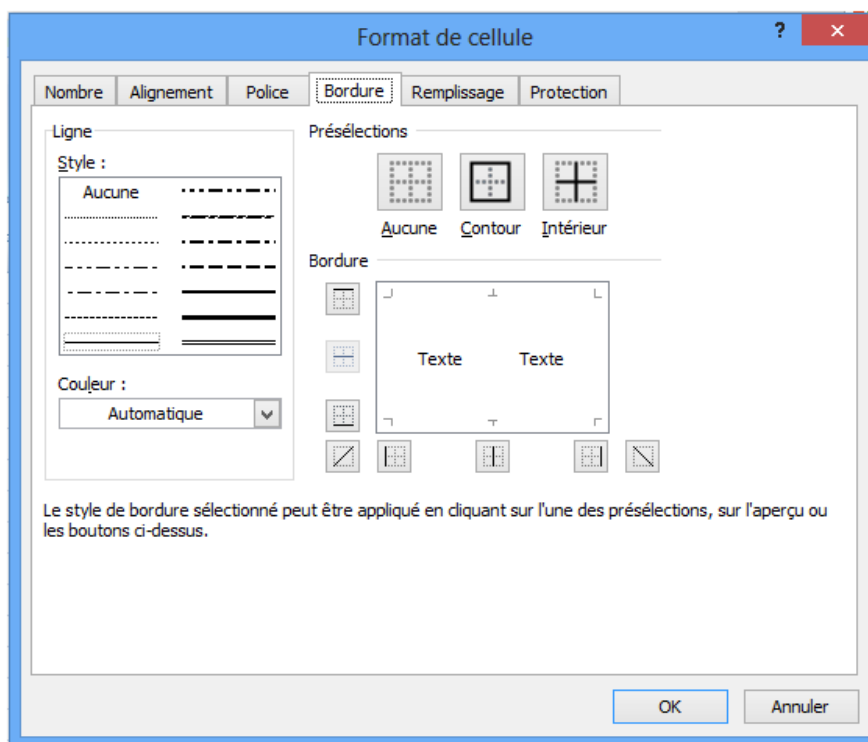 Format de cellule
?
Nombre Alignement Police Bordure Remplissage Protection
Ligne
Style :
Aucune
Couleur :
Automatique
Présélections
Aucune Contour Intérieur
Bordure
Texte Texte
Le style de bordure sélectionné peut être appliqué en cliquant sur l'une des présélections, sur l'aperçu ou
les boutons ci-dessus.
OK Annuler